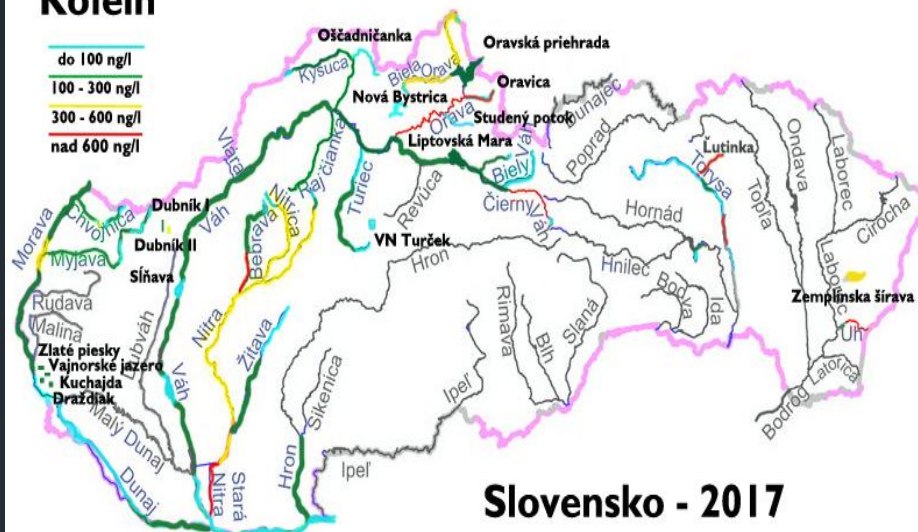 Kofeín
do 100 ng/l
100 - 300 ng/l
300 - 600 ng/l
nad 600 ng/l
Oščadničanka
Kysuca
Biela Orava
Oravská priehrada
Oravica
Nová Bystrica
Orava
Studený potok
Liptovská Mara
Dunajec
Poprad
Biely Váh
Čierny Váh
Vlára
Váh
Rajčianka
Turiec
Revúca
VN Turček
Hron
Hornád
Hnilec
Torysa
Ľutinka
Topľa
Ondava
Laborec
Cirocha
Laborec
Zemplínska šírava
Uh
Latorica
Bodrog
Morava
Chvojnica
Myjava
Rudava
Malina
Dubník I
Dubník II
Sĺňava
Dubváh
Váh
Bebrava
Nitrica
Nitra
Žitava
Zlaté piesky
Vajnorské jazero
Kuchajda
Draždiak
Malý Dunaj
Dunaj
Stará Nitra
Hron
Sikenica
Ipeľ
Ipeľ
Rimava
Blh
Slaná
Bodva
Ida
Slovensko - 2017